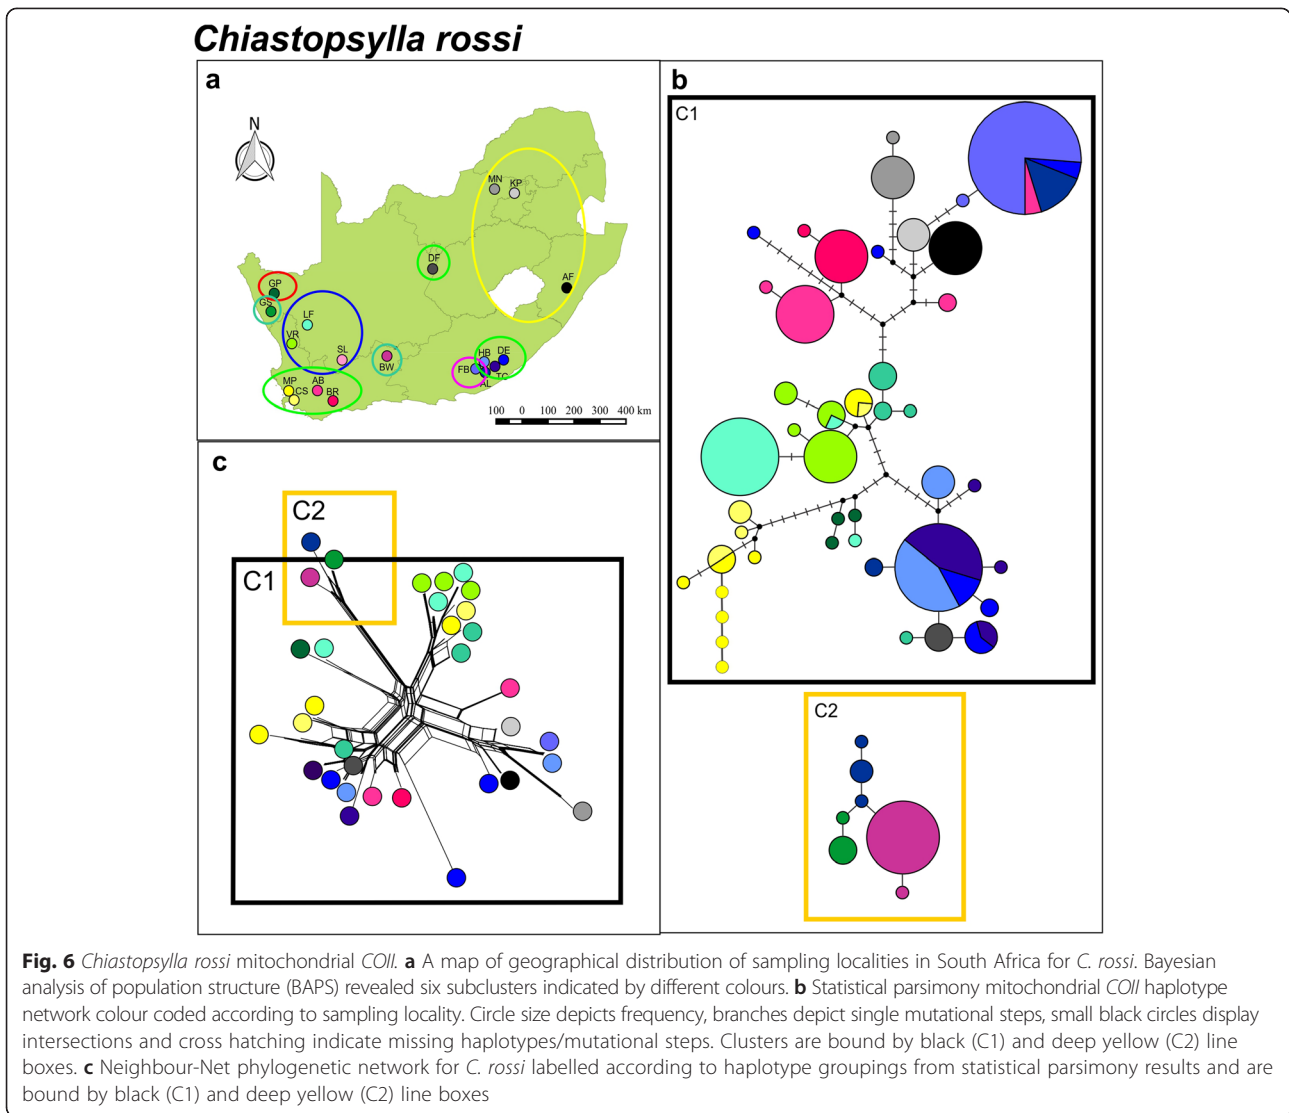 Chiastopsylla rossi
a
N
MN
KP
DF
AF
GP
GS
LF
VR
SL
BW
HB
DE
FB
TC
AL
MP
CS
AB
BR
100 0 100 200 300 400 km
b
C1
C2
c
C2
C1
Fig. 6 Chiastopsylla rossi mitochondrial COII. a A map of geographical distribution of sampling localities in South Africa for C. rossi. Bayesian
analysis of population structure (BAPS) revealed six subclusters indicated by different colours. b Statistical parsimony mitochondrial COII haplotype
network colour coded according to sampling locality. Circle size depicts frequency, branches depict single mutational steps, small black circles display
intersections and cross hatching indicate missing haplotypes/mutational steps. Clusters are bound by black (C1) and deep yellow (C2) line
boxes. c Neighbour-Net phylogenetic network for C. rossi labelled according to haplotype groupings from statistical parsimony results and are
bound by black (C1) and deep yellow (C2) line boxes